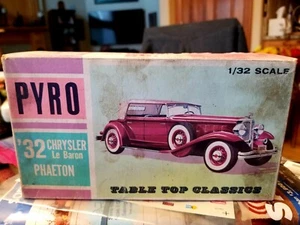 PYRO
1/32 SCALE
'32 CHRYSLER
Le Baron
PHAETON
TABLE TOP CLASSICS